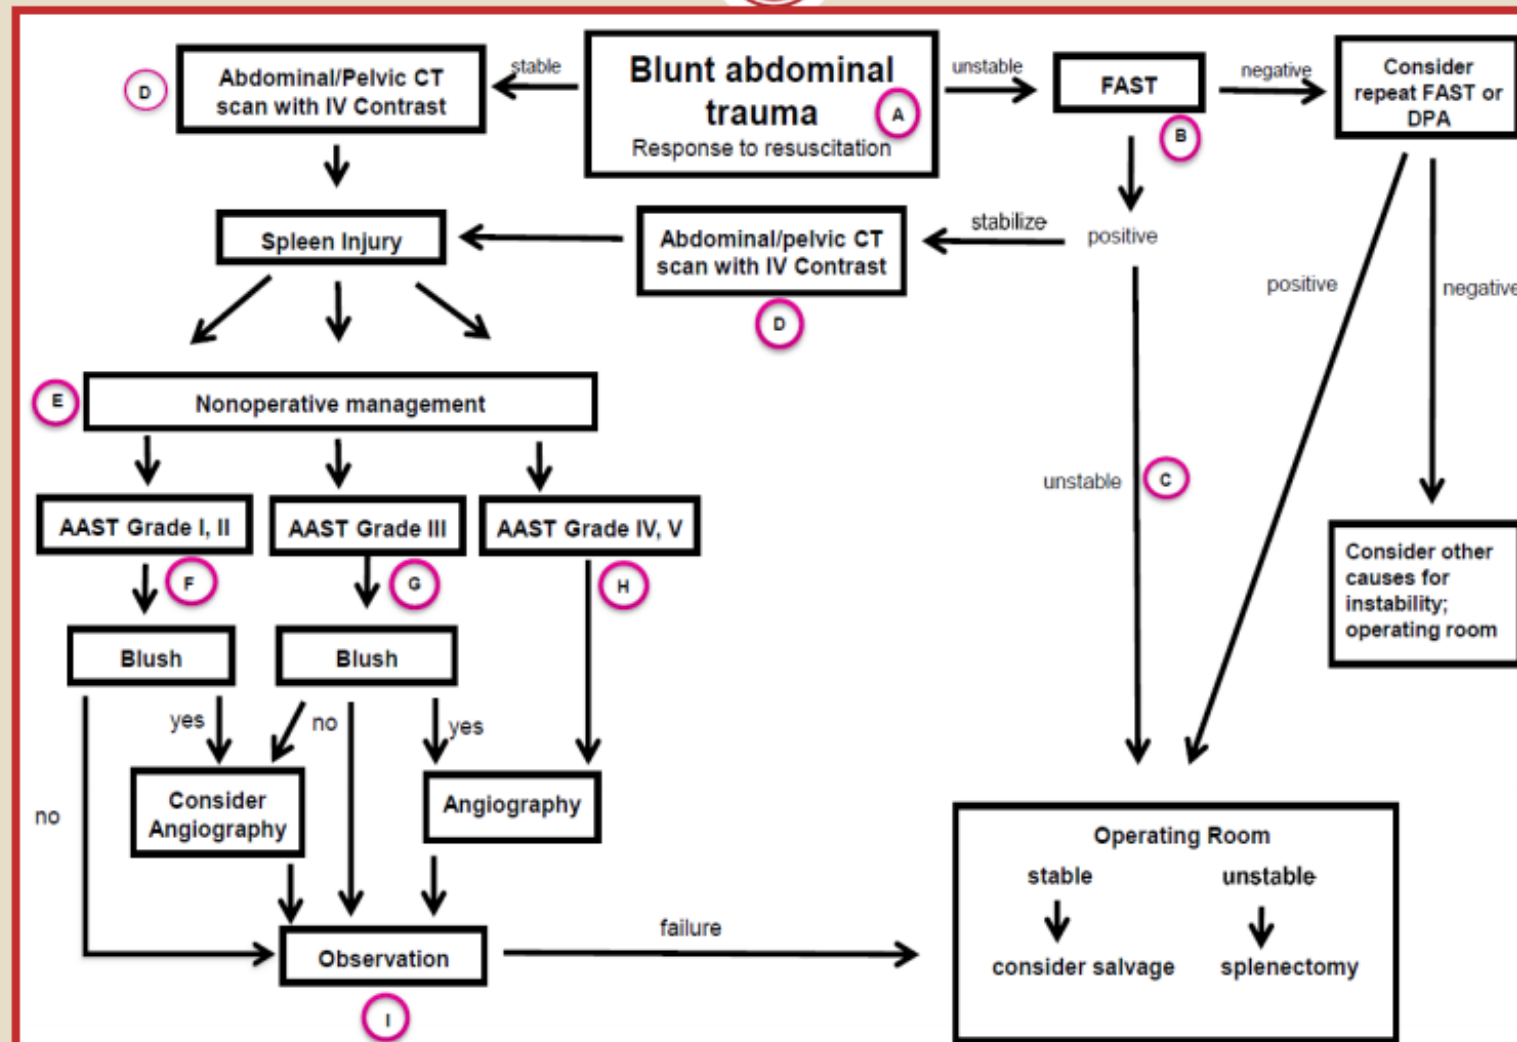 Abdominal/Pelvic CT
scan with IV Contrast
D
stable
Blunt abdominal
trauma
Response to resuscitation
A
unstable
FAST
B
negative
Consider
repeat FAST or
DPA
Spleen Injury
Abdominal/pelvic CT
scan with IV Contrast
D
stabilize
positive
positive
negative
E
Nonoperative management
unstable
C
AAST Grade I, II
AAST Grade III
AAST Grade IV, V
F
G
H
Consider other
causes for
instability;
operating room
Blush
Blush
yes
no
yes
no
Consider
Angiography
Angiography
Observation
I
failure
Operating Room
stable
unstable
consider salvage
splenectomy